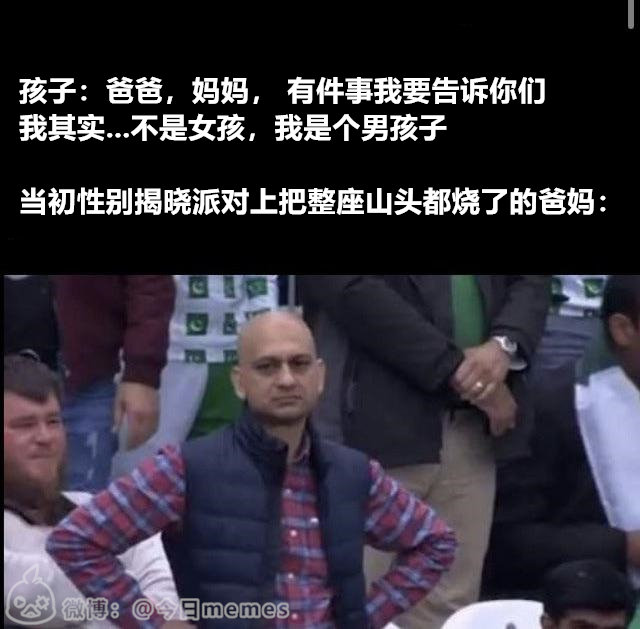 孩子：爸爸，妈妈， 有件事我要告诉你们
我其实...不是女孩，我是个男孩子
当初性别揭晓派对上把整座山头都烧了的爸妈：
微博：@今日memes